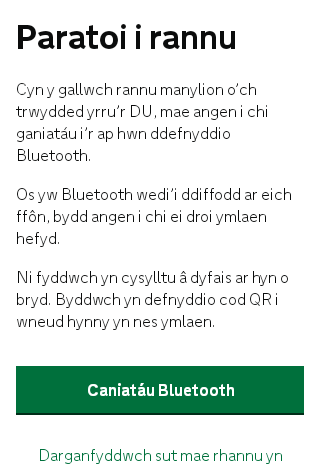 Paratoi i rannu
Cyn y gallwch rannu manylion o’ch
trwydded yrru’r DU, mae angen i chi
ganiatáu i’r ap hwn ddefnyddio
Bluetooth.
Os yw Bluetooth wedi’i ddiffodd ar eich
ffôn, bydd angen i chi ei droi ymlaen
hefyd.
Ni fyddwch yn cysylltu â dyfais ar hyn o
bryd. Byddwch yn defnyddio cod QR i
wneud hynny yn nes ymlaen.
Caniatáu Bluetooth
Darganfyddwch sut mae rhannu yn